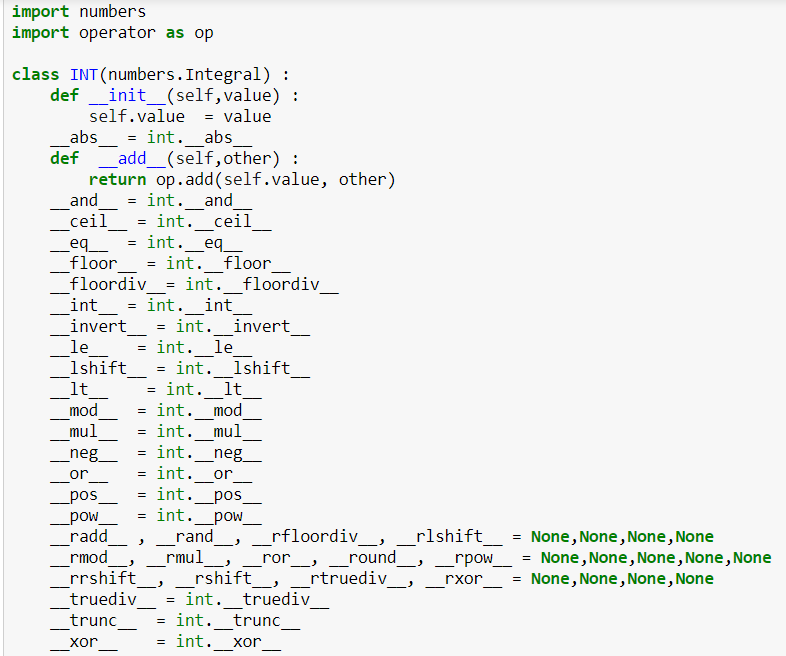 import numbers
import operator as op

class INT(numbers.Integral) :
    def __init__(self,value) :
        self.value  = value
    __abs__ = int.__abs__
    def  __add__(self,other) :
        return op.add(self.value, other)
    __and__ = int.__and__
    __ceil__ = int.__ceil__
    __eq__  = int.__eq__
    __floor__ = int.__floor__
    __floordiv__= int.__floordiv__
    __int__ = int.__int__
    __invert__ = int.__invert__
    __le__   = int.__le__
    __lshift__ = int.__lshift__
    __lt__    = int.__lt__
    __mod__  = int.__mod__
    __mul__  = int.__mul__
    __neg__  = int.__neg__
    __or__   = int.__or__
    __pos__  = int.__pos__
    __pow__  = int.__pow__
    __radd__ , __rand__, __rfloordiv__, __rlshift__ = None,None,None,None
    __rmod__, __rmul__, __ror__, __round__, __rpow__ = None,None,None,None,None
    __rrshift__, __rshift__, __rtruediv__, __rxor__ = None,None,None,None
    __truediv__ = int.__truediv__
    __trunc__  = int.__trunc__
    __xor__    = int.__xor__